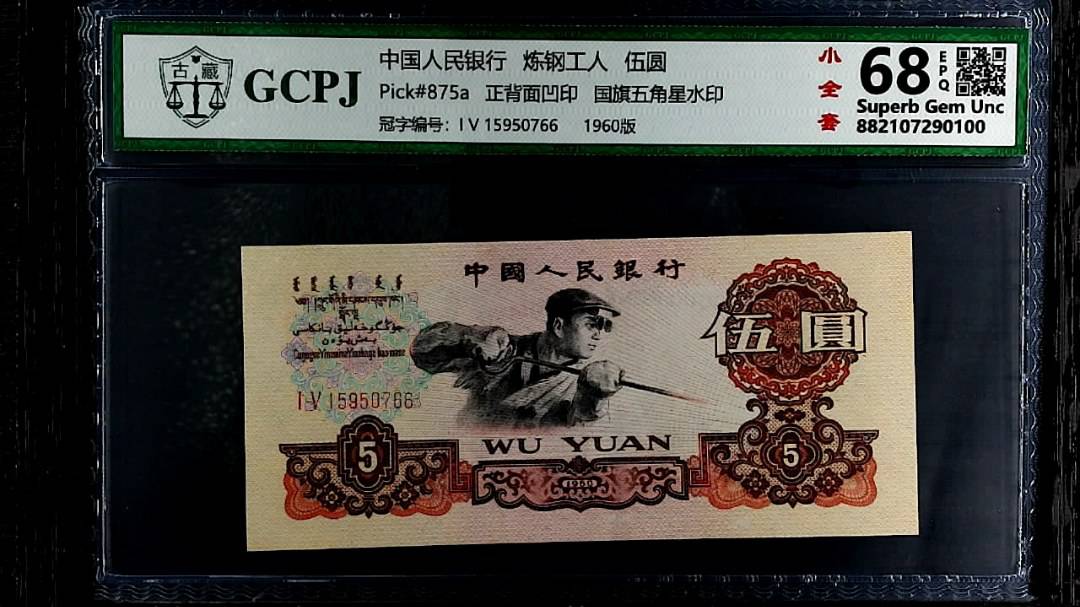 古藏
GCPJ
中国人民银行 炼钢工人 伍圆
Pick#875a 正背面凹印 国旗五角星水印
冠字编号: I V 15950766 1960版
小全套
68
EPQ
Superb Gem Unc
882107290100
中國人民銀行
伍圓
I V 15950766
WU YUAN
5
1960
5